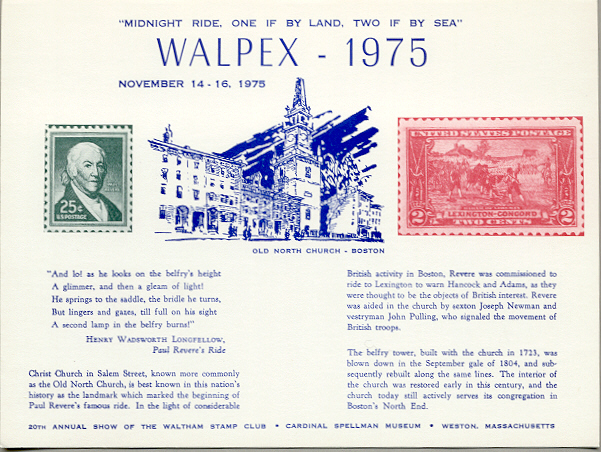 "MIDNIGHT RIDE, ONE IF BY LAND, TWO IF BY SEA"
WALPEX - 1975
NOVEMBER 14-16, 1975
25¢
U.S. POSTAGE
UNITED STATES POSTAGE
2 LEXINGTON-CONCORD 2
TWO CENTS
OLD NORTH CHURCH - BOSTON
"And lo! as he looks on the belfry's height
A glimmer, and then a gleam of light!
He springs to the saddle, the bridle he turns,
But lingers and gazes, till full on his sight
A second lamp in the belfry burns!"
HENRY WADSWORTH LONGFELLOW,
Paul Revere's Ride
Christ Church in Salem Street, known more commonly
as the Old North Church, is best known in this nation's
history as the landmark which marked the beginning of
Paul Revere's famous ride. In the light of considerable
British activity in Boston, Revere was commissioned to
ride to Lexington to warn Hancock and Adams, as
they were thought to be the objects of British interest. Revere
was aided in the church by sexton Joseph Newman and
vestryman John Pulling, who signaled the movement of
British troops.
The belfry tower, built with the church in 1723, was
blown down in the September gale of 1804, and sub-
sequently rebuilt along the same lines. The interior of
the church was restored early in this century, and the
church today still actively serves its congregation in
Boston's North End.
20TH ANNUAL SHOW OF THE WALTHAM STAMP CLUB • CARDINAL SPELLMAN MUSEUM • WESTON, MASSACHUSETTS